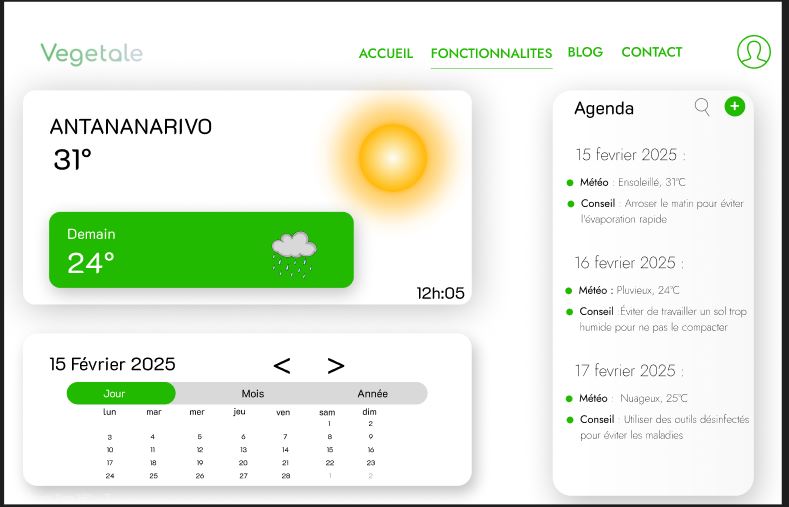 Vegetale
ACCUEIL FONCTIONNALITES BLOG CONTACT
ANTANANARIVO
31°
Demain
24°
12h:05
15 Février 2025 < >
Jour Mois Année
lun mar mer jeu ven sam dim
1 2
3 4 5 6 7 8 9
10 11 12 13 14 15 16
17 18 19 20 21 22 23
24 25 26 27 28 1 2
Agenda +
15 fevrier 2025 :
Météo : Ensoleillé, 31°C
Conseil : Arroser le matin pour éviter
l'évaporation rapide
16 fevrier 2025 :
Météo : Pluvieux, 24°C
Conseil :Éviter de travailler un sol trop
humide pour ne pas le compacter
17 fevrier 2025 :
Météo : Nuageux, 25°C
Conseil : Utiliser des outils désinfectés
pour éviter les maladies